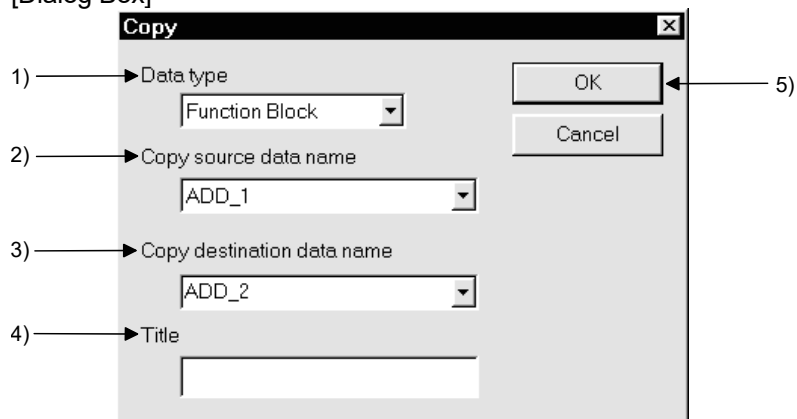 [Dialog Box]
Copy
1) Data type
OK
5)
Function Block
Cancel
2) Copy source data name
ADD_1
3) Copy destination data name
ADD_2
4) Title